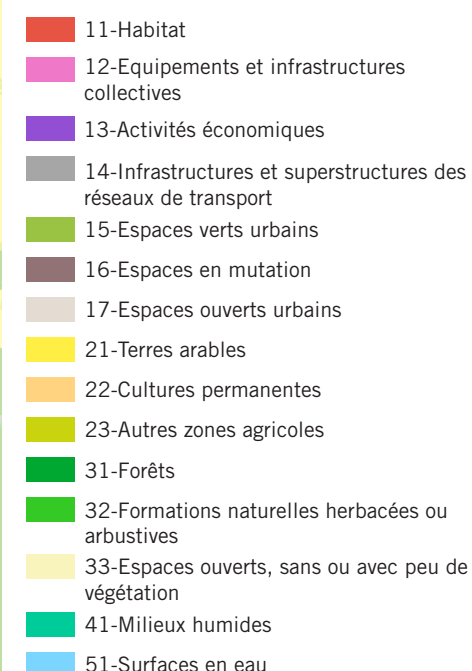 11-Habitat
12-Equipements et infrastructures
collectives
13-Activités économiques
14-Infrastructures et superstructures des
réseaux de transport
15-Espaces verts urbains
16-Espaces en mutation
17-Espaces ouverts urbains
21-Terres arables
22-Cultures permanentes
23-Autres zones agricoles
31-Forêts
32-Formations naturelles herbacées ou
arbustives
33-Espaces ouverts, sans ou avec peu de
végétation
41-Milieux humides
51-Surfaces en eau